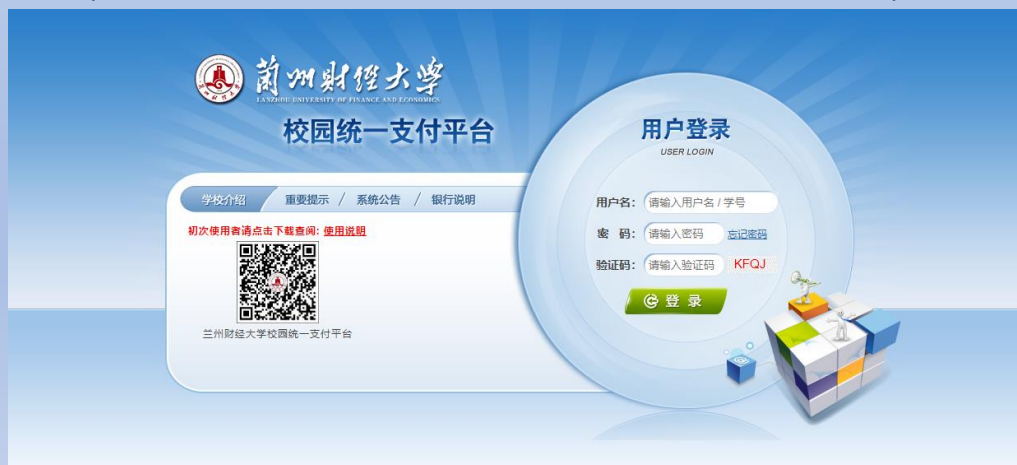 蘭州财经大学
LANZHOU UNIVERSITY OF FINANCE AND ECONOMICS
校园统一支付平台
学校介绍 / 重要提示 / 系统公告 / 银行说明
初次使用者请点击下载查阅: 使用说明
兰州财经大学校园统一支付平台
用户登录
USER LOGIN
用户名: 请输入用户名 / 学号
密 码: 请输入密码 忘记密码
验证码: 请输入验证码 KFQJ
登 录